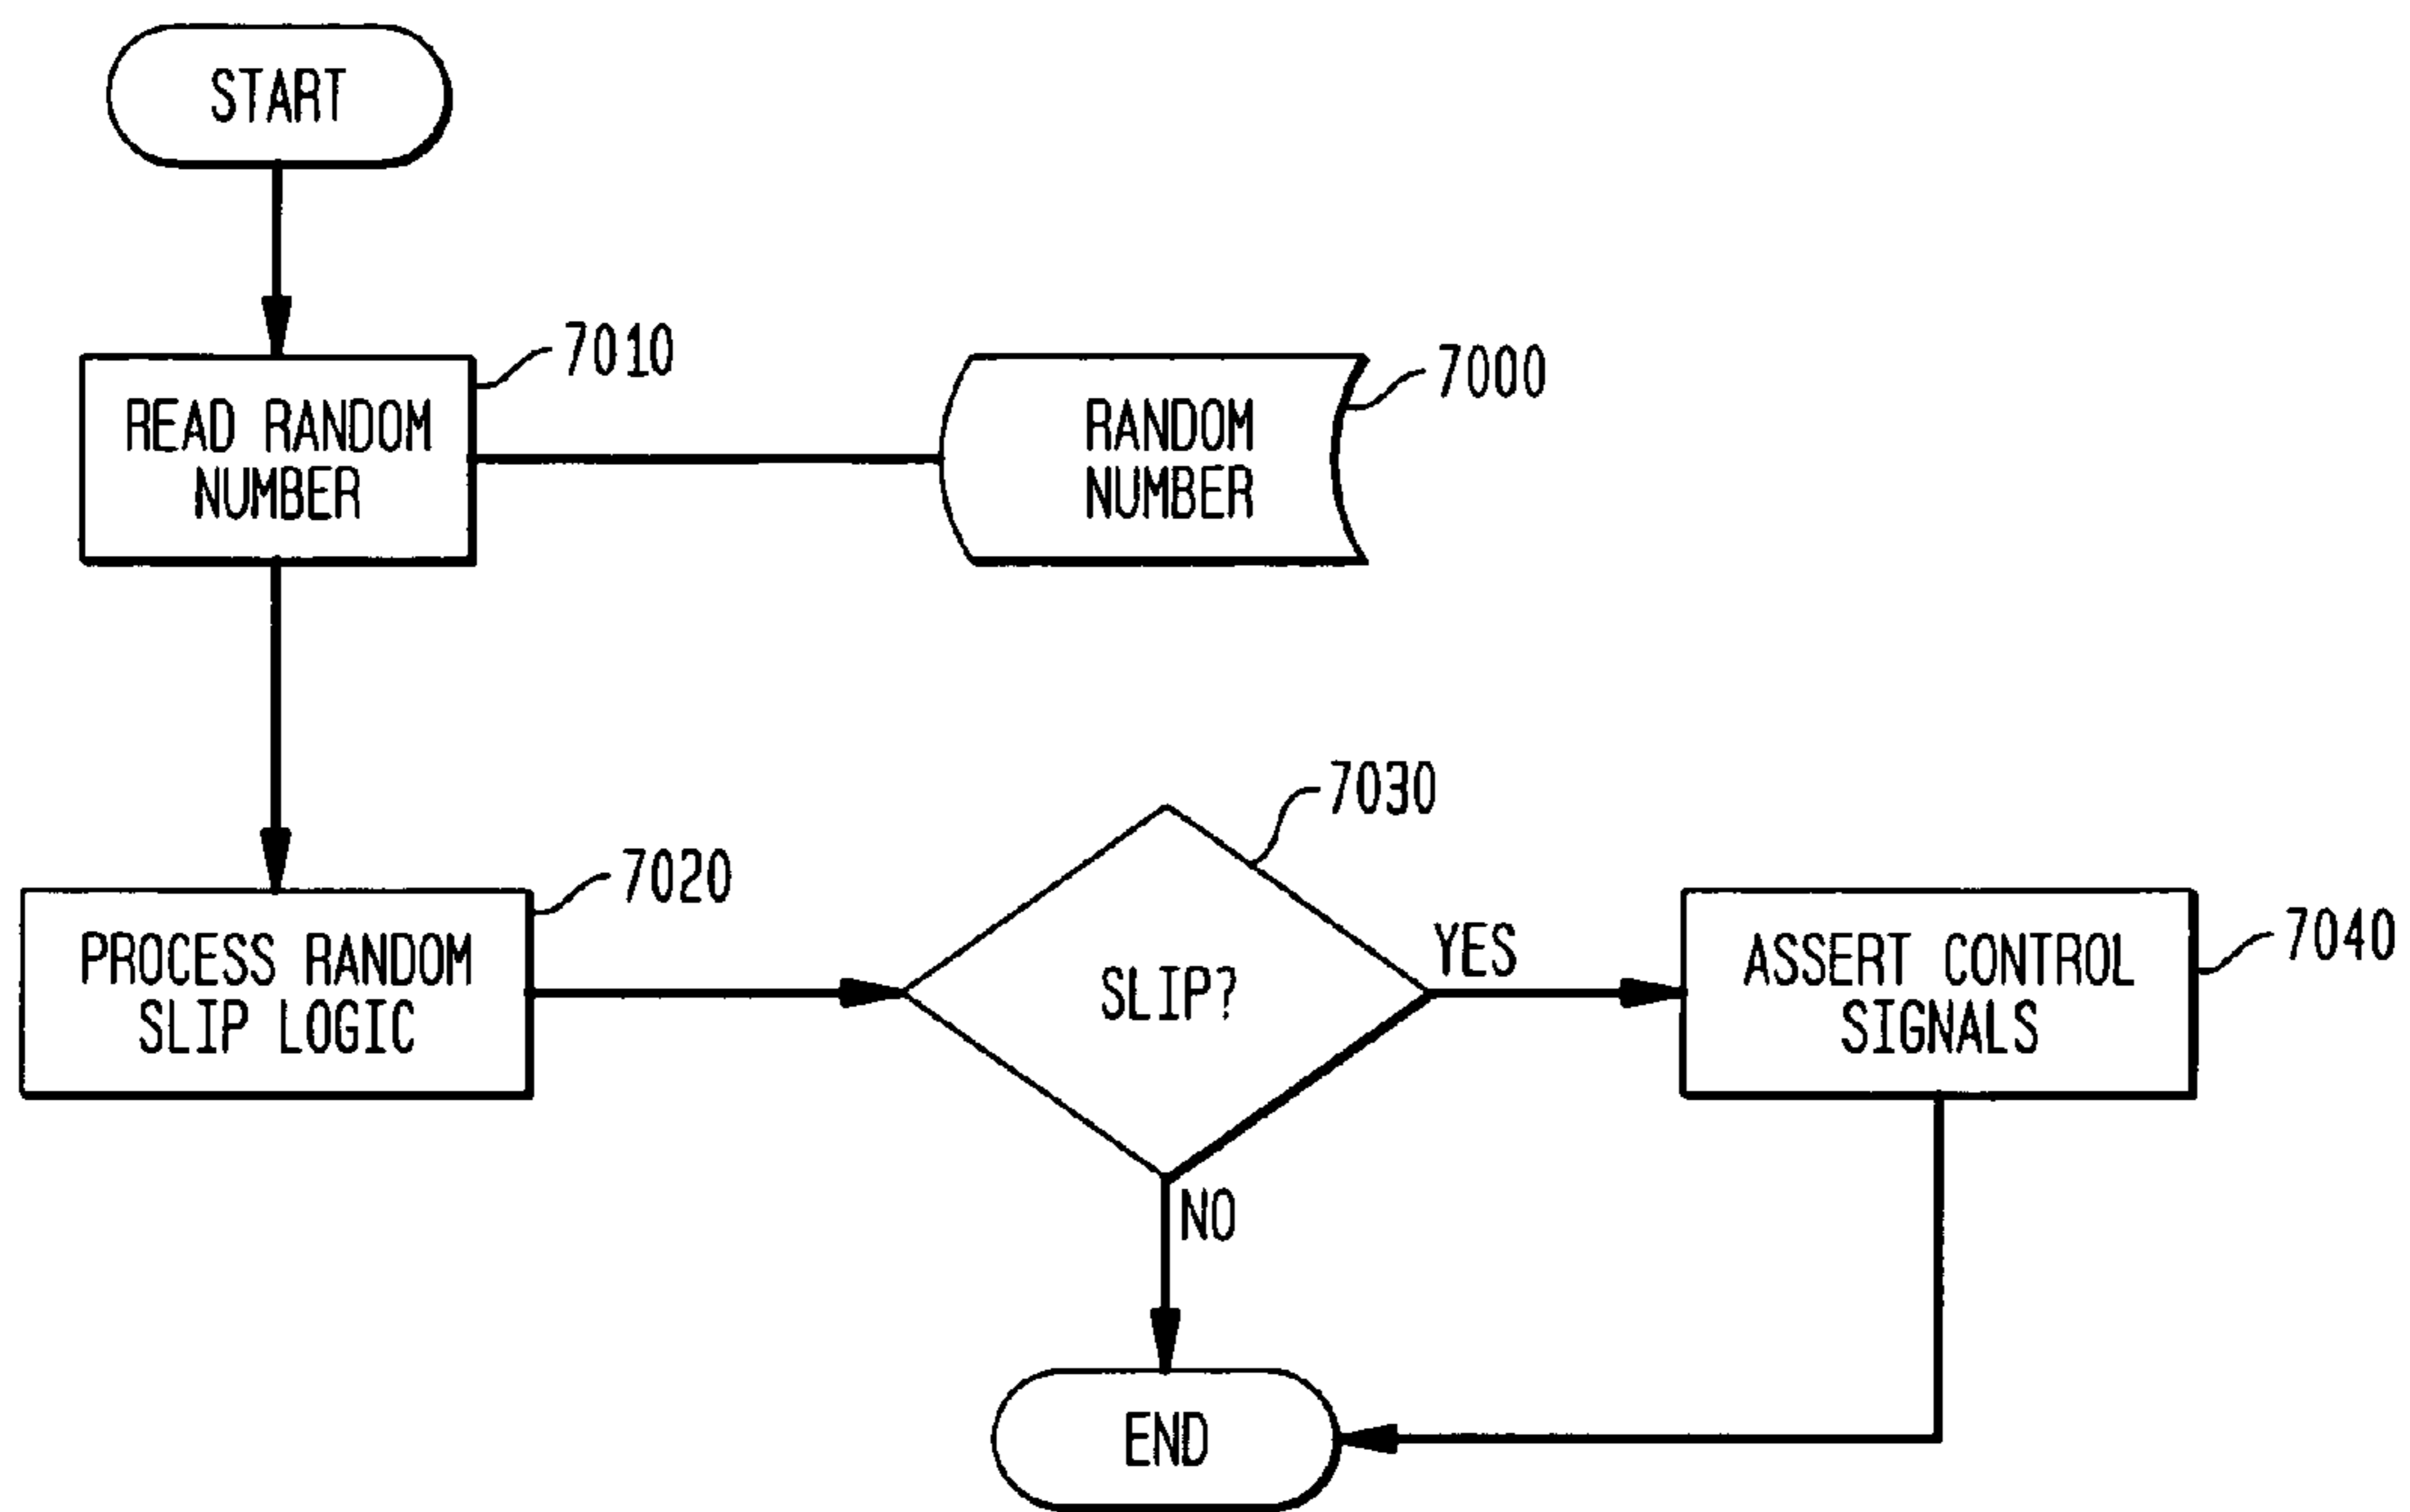 START
7010
READ RANDOM
NUMBER
7000
RANDOM
NUMBER
7020
PROCESS RANDOM
SLIP LOGIC
7030
SLIP?
YES
NO
7040
ASSERT CONTROL
SIGNALS
END